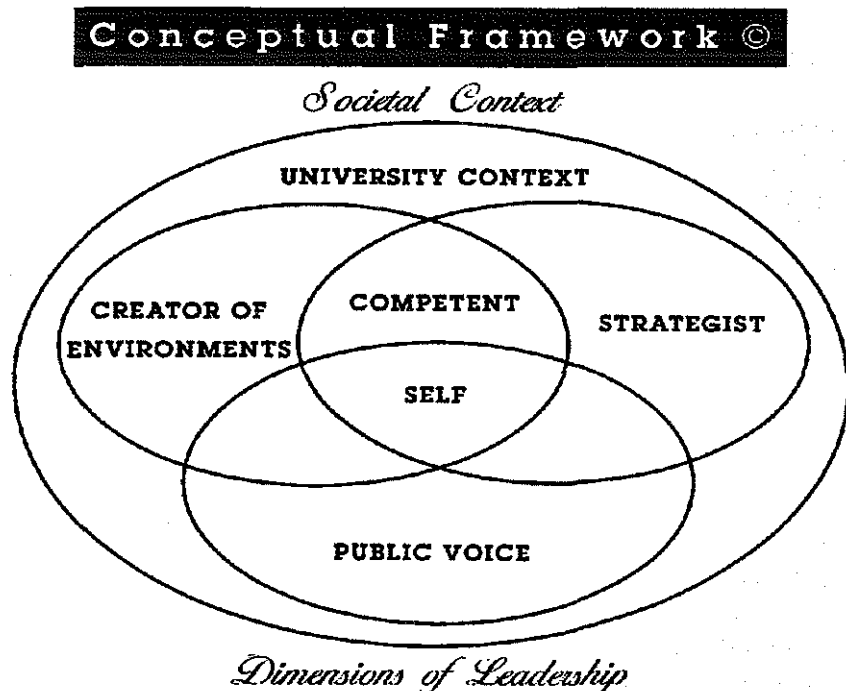 Conceptual Framework ©
Societal Context
UNIVERSITY CONTEXT
CREATOR OF
ENVIRONMENTS
COMPETENT
STRATEGIST
SELF
PUBLIC VOICE
Dimensions of Leadership